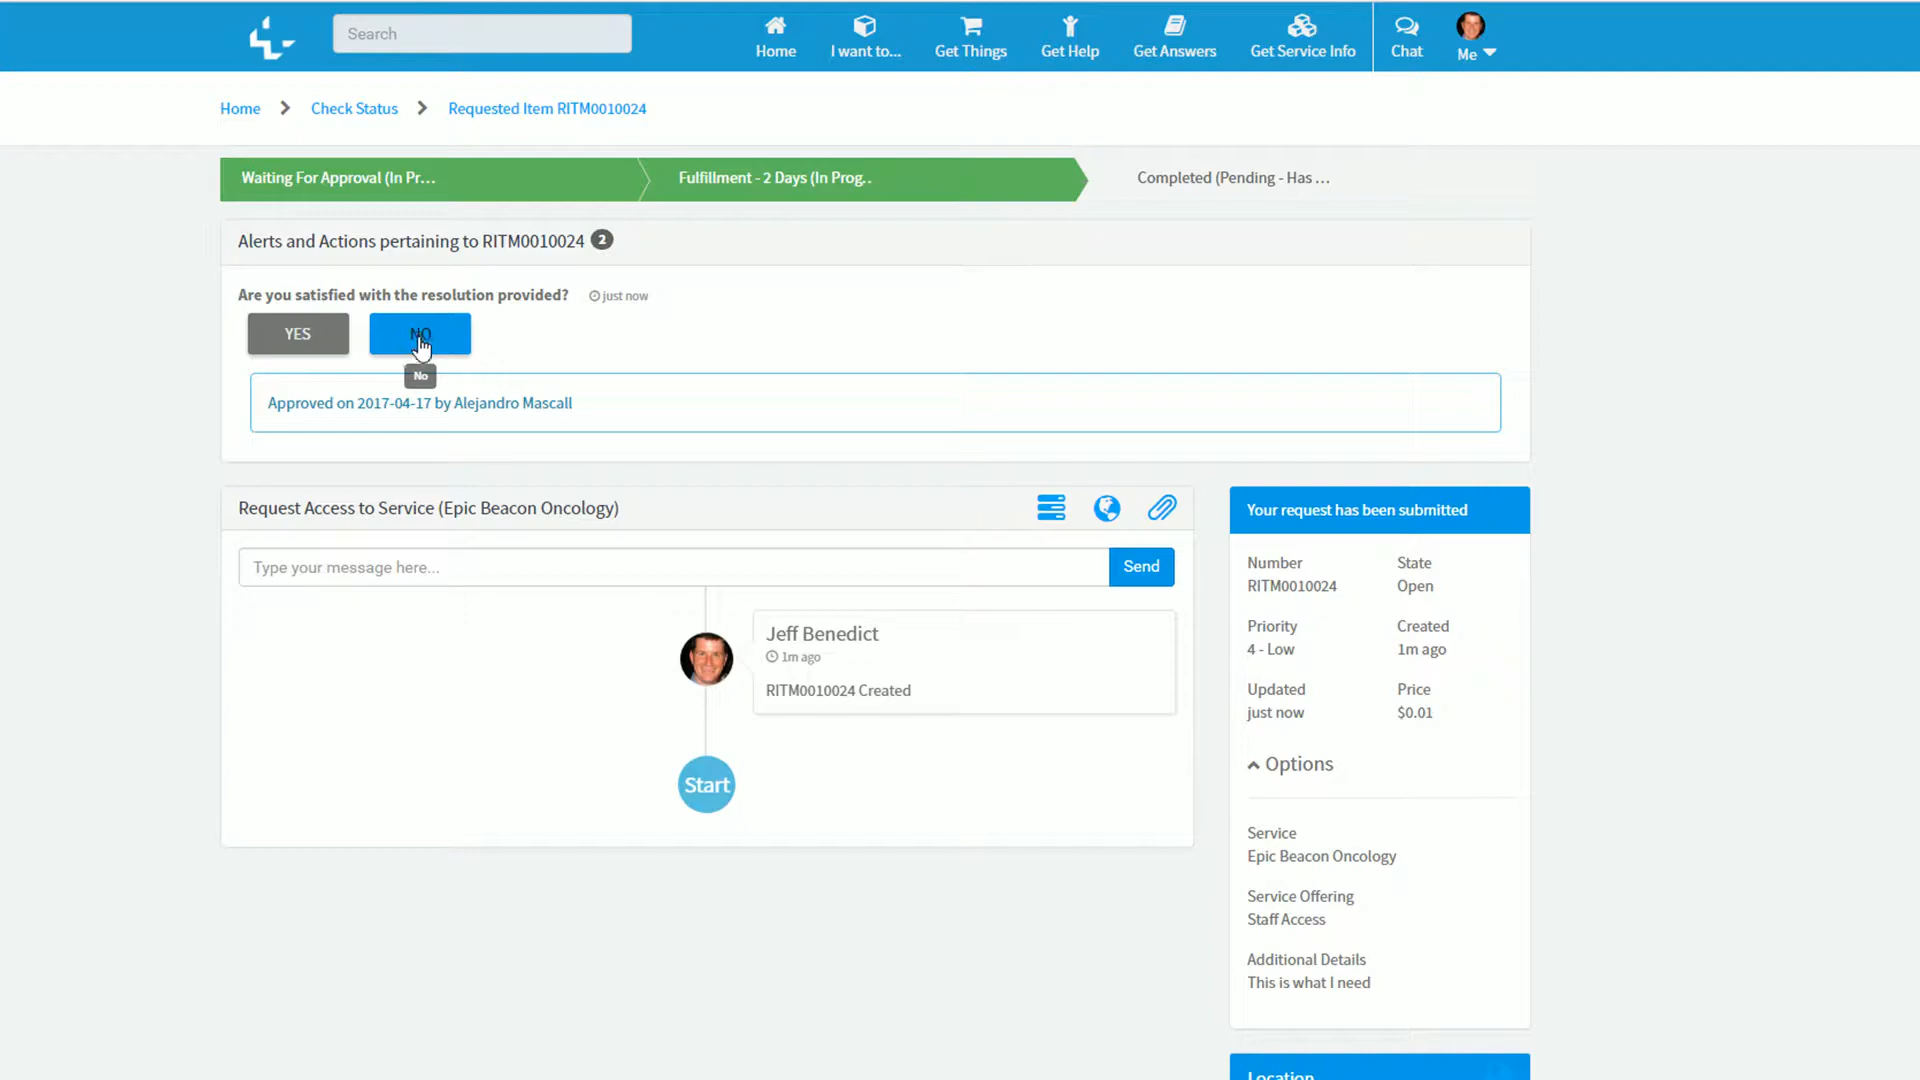 Search
Home
I want to...
Get Things
Get Help
Get Answers
Get Service Info
Chat
Me
Home
Check Status
Requested Item RITM0010024
Waiting For Approval (In Pr...
Fulfillment - 2 Days (In Prog..
Completed (Pending - Has ...
Alerts and Actions pertaining to RITM0010024 2
Are you satisfied with the resolution provided? just now
YES
NO
No
Approved on 2017-04-17 by Alejandro Mascall
Request Access to Service (Epic Beacon Oncology)
Type your message here...
Send
Jeff Benedict
1m ago
RITM0010024 Created
Start
Your request has been submitted
Number
RITM0010024
State
Open
Priority
4 - Low
Created
1m ago
Updated
just now
Price
$0.01
Options
Service
Epic Beacon Oncology
Service Offering
Staff Access
Additional Details
This is what I need
Location